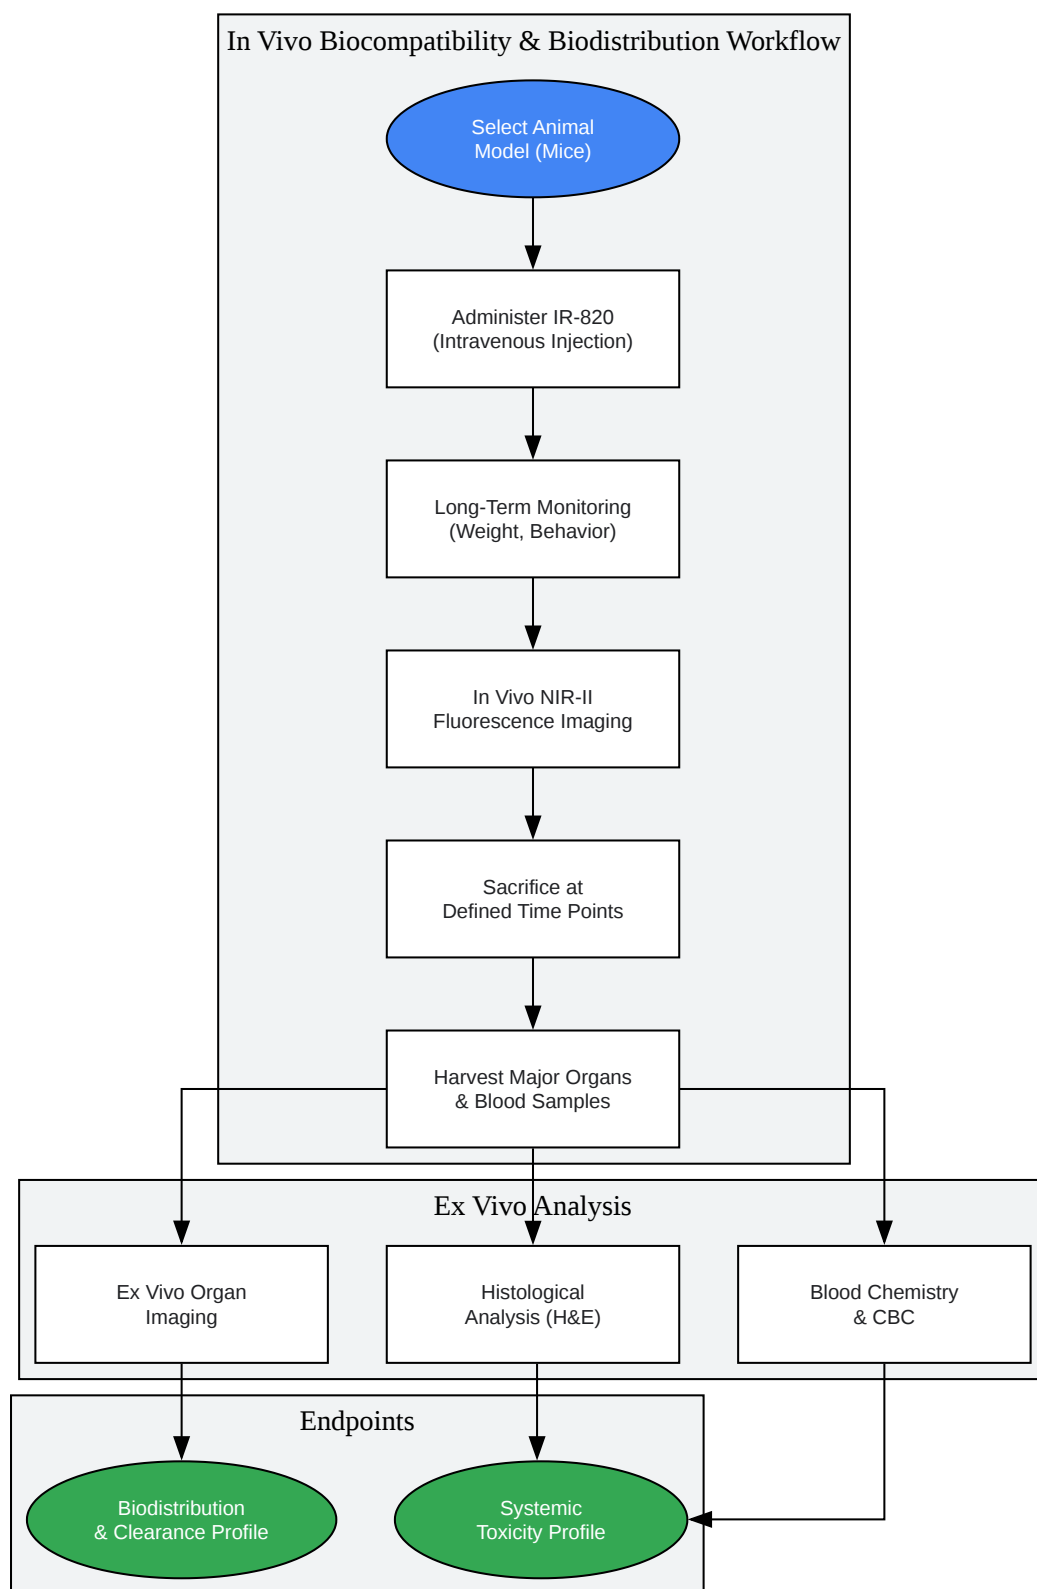 In Vivo Biocompatibility & Biodistribution Workflow
Select Animal
Model (Mice)
Administer IR-820
(Intravenous Injection)
Long-Term Monitoring
(Weight, Behavior)
In Vivo NIR-II
Fluorescence Imaging
Sacrifice at
Defined Time Points
Harvest Major Organs
& Blood Samples
Ex Vivo Analysis
Ex Vivo Organ
Imaging
Histological
Analysis (H&E)
Blood Chemistry
& CBC
Endpoints
Biodistribution
& Clearance Profile
Systemic
Toxicity Profile